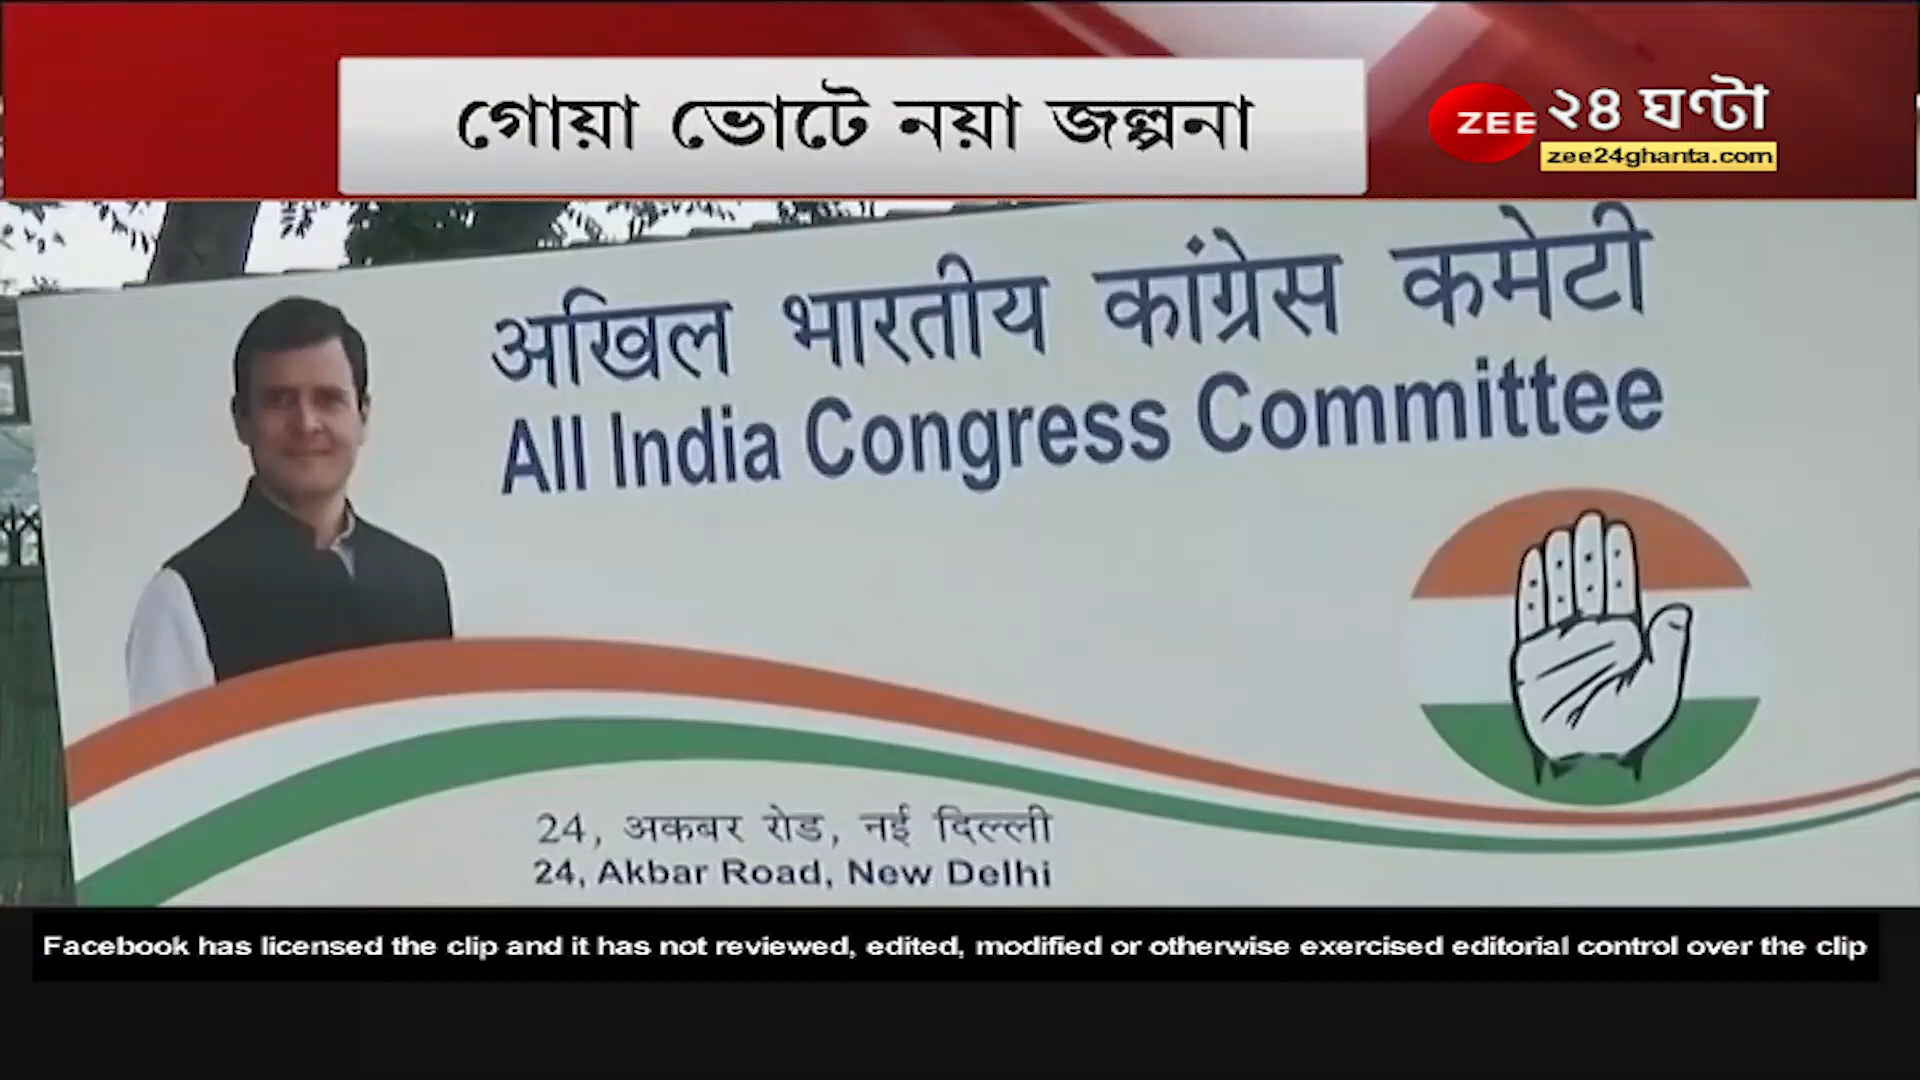 গোয়া ভোটে নয়া জল্পনা
ZEE ২৪ ঘণ্টা
zee24ghanta.com
अखिल भारतीय कांग्रेस कमेटी
All India Congress Committee
24, अकबर रोड, नई दिल्ली
24, Akbar Road, New Delhi
Facebook has licensed the clip and it has not reviewed, edited, modified or otherwise exercised editorial control over the clip